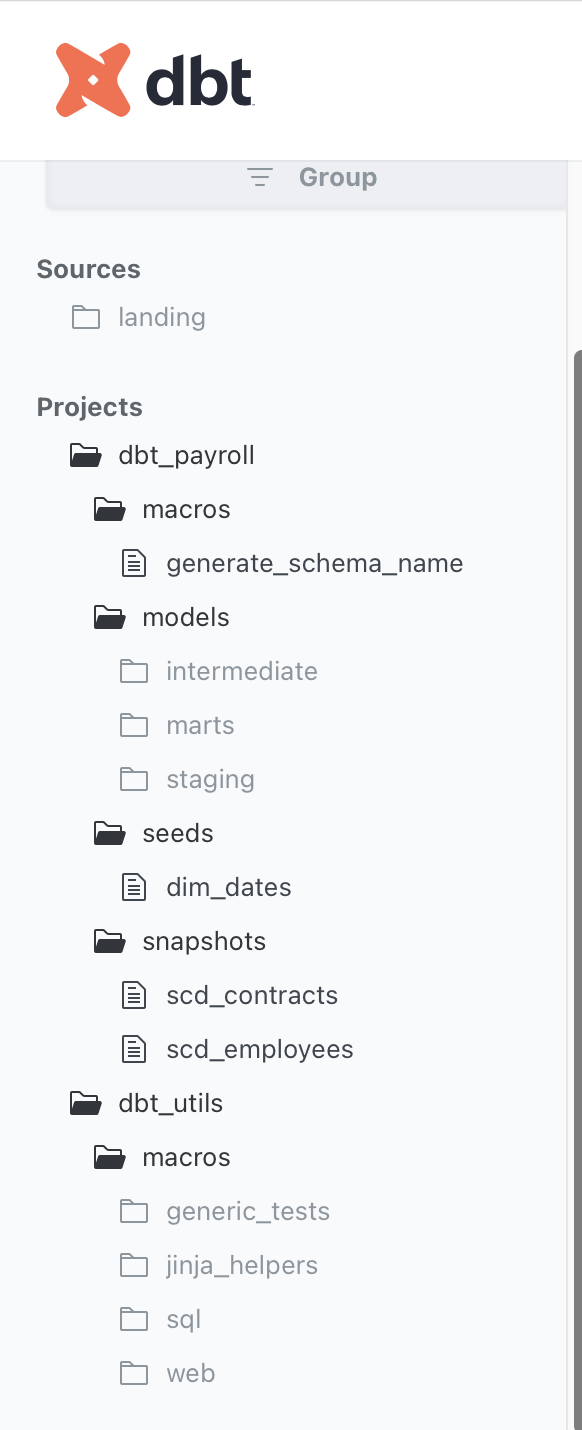 dbt
Group
Sources
landing
Projects
dbt_payroll
macros
generate_schema_name
models
intermediate
marts
staging
seeds
dim_dates
snapshots
scd_contracts
scd_employees
dbt_utils
macros
generic_tests
jinja_helpers
sql
web